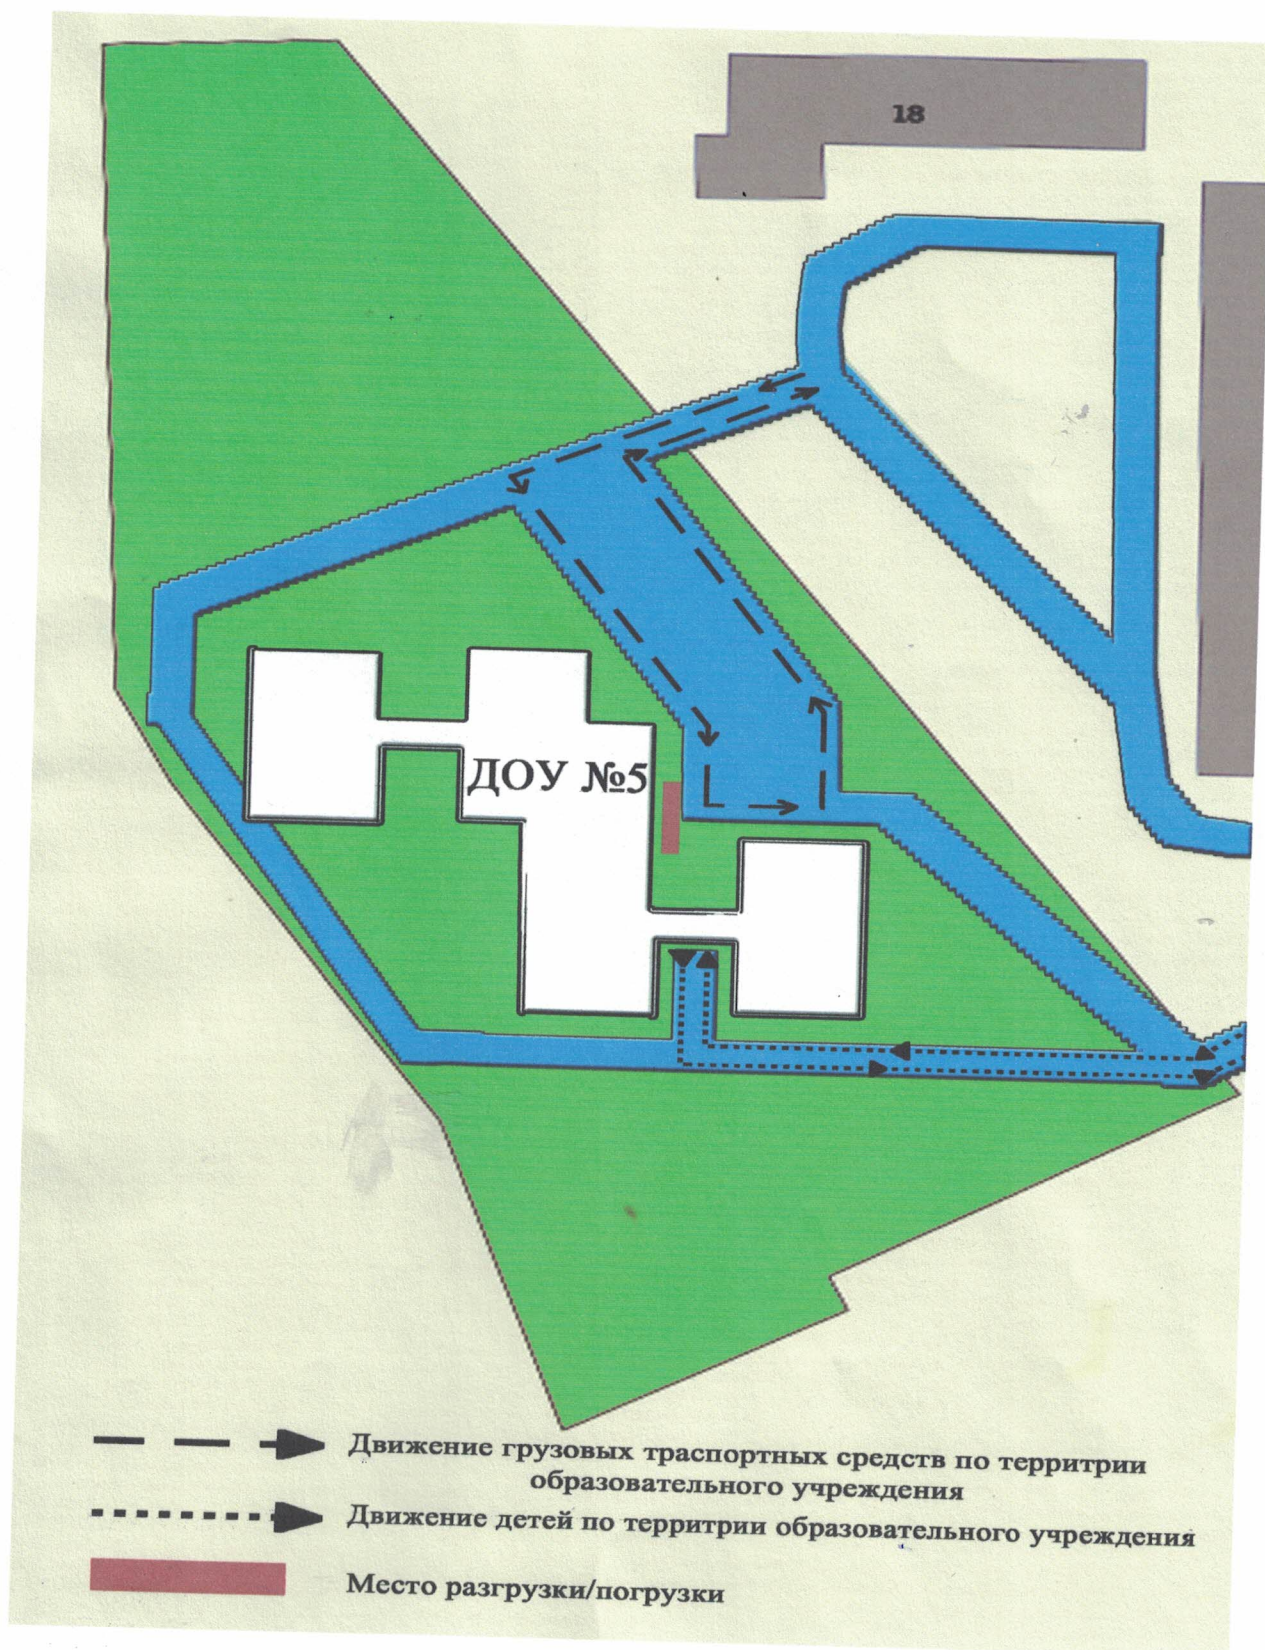 18
ДОУ №5
Движение грузовых траспортных средств по территрии
образовательного учреждения
Движение детей по территрии образовательного учреждения
Место разгрузки/погрузки